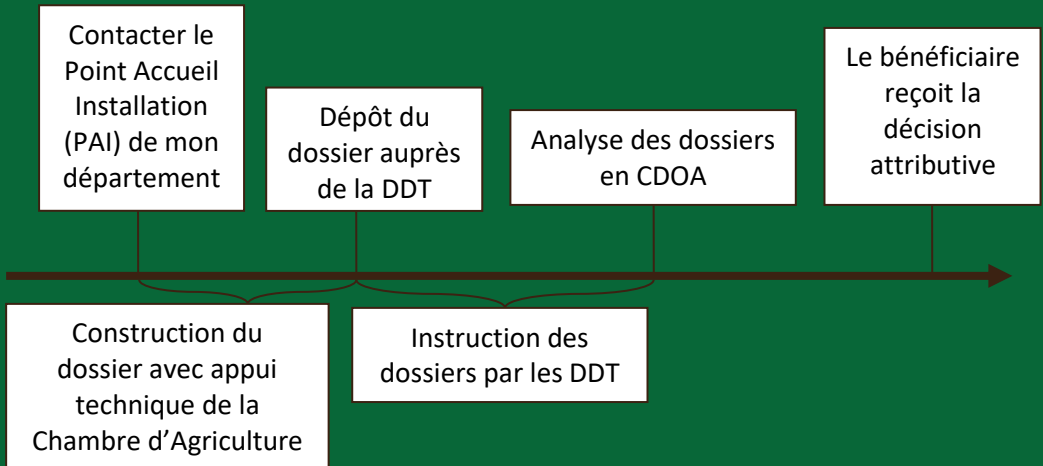 Contacter le
Point Accueil
Installation
(PAI) de mon
département
Dépôt du
dossier auprès
de la DDT
Analyse des dossiers
en CDOA
Le bénéficiaire
reçoit la
décision
attributive
Construction du
dossier avec appui
technique de la
Chambre d’Agriculture
Instruction des
dossiers par les DDT